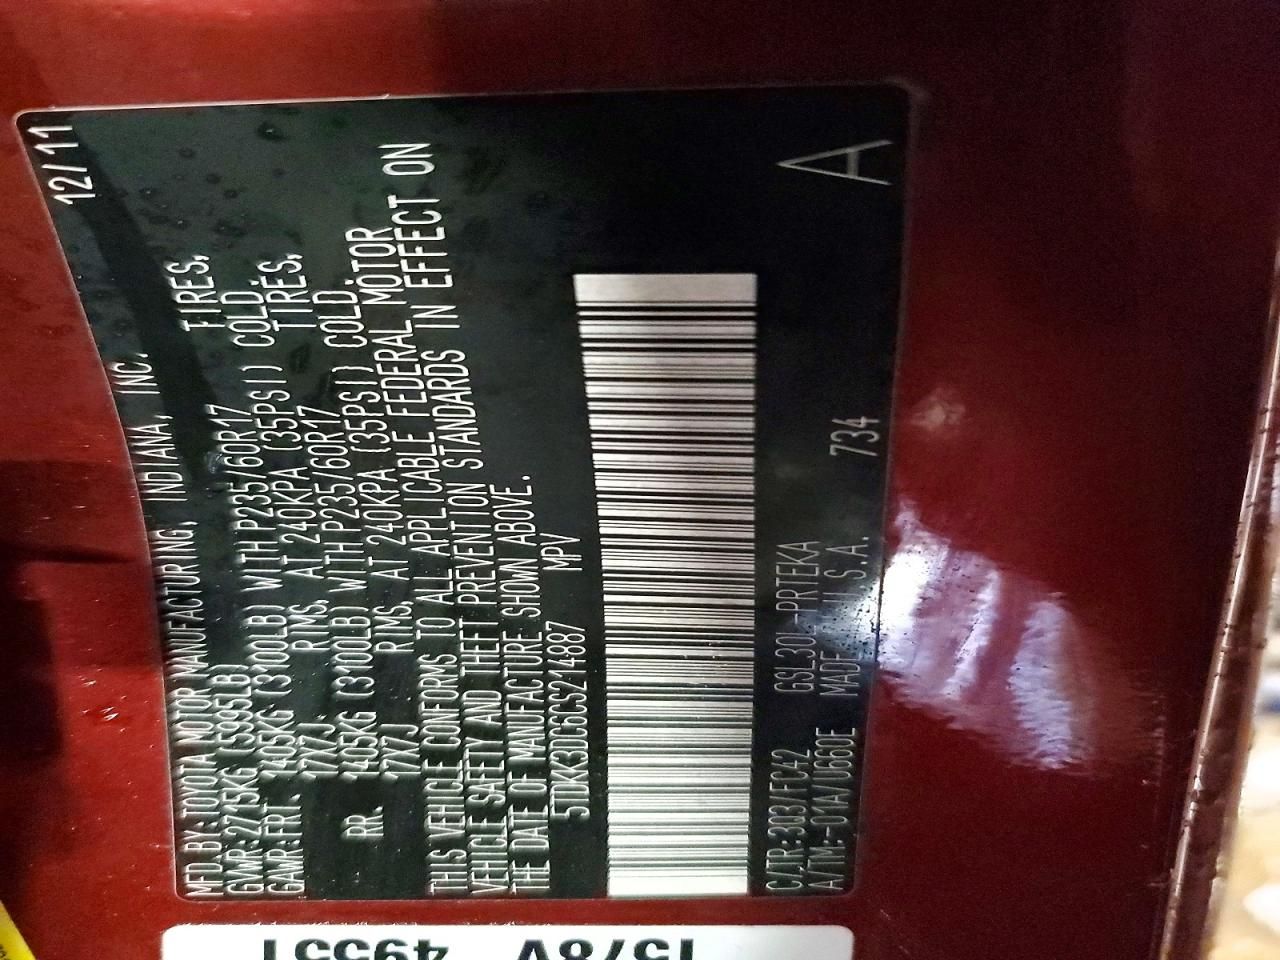 MFD.BY:TOYOTA MOTOR MANUFACTURING, INDIANA, INC. 12/11
GVWR:2715KG (5985LB)
GAWR:FRT. 1405KG (3100LB) WITH P235/60R17 TIRES,
17X7J RIMS, AT 240KPA (35PSI) COLD.
RR. 1405KG (3100LB) WITH P235/60R17 TIRES,
17X7J RIMS, AT 240KPA (35PSI) COLD.
THIS VEHICLE CONFORMS TO ALL APPLICABLE FEDERAL MOTOR
VEHICLE SAFETY AND THEFT PREVENTION STANDARDS IN EFFECT ON
THE DATE OF MANUFACTURE SHOWN ABOVE.
5TDKK3DC6CS214887 MPV
C/TR:3Q3/FC42 GSL30L-PRTEKA
A/TM:-01A/U660E MADE IN U.S.A. 734 A